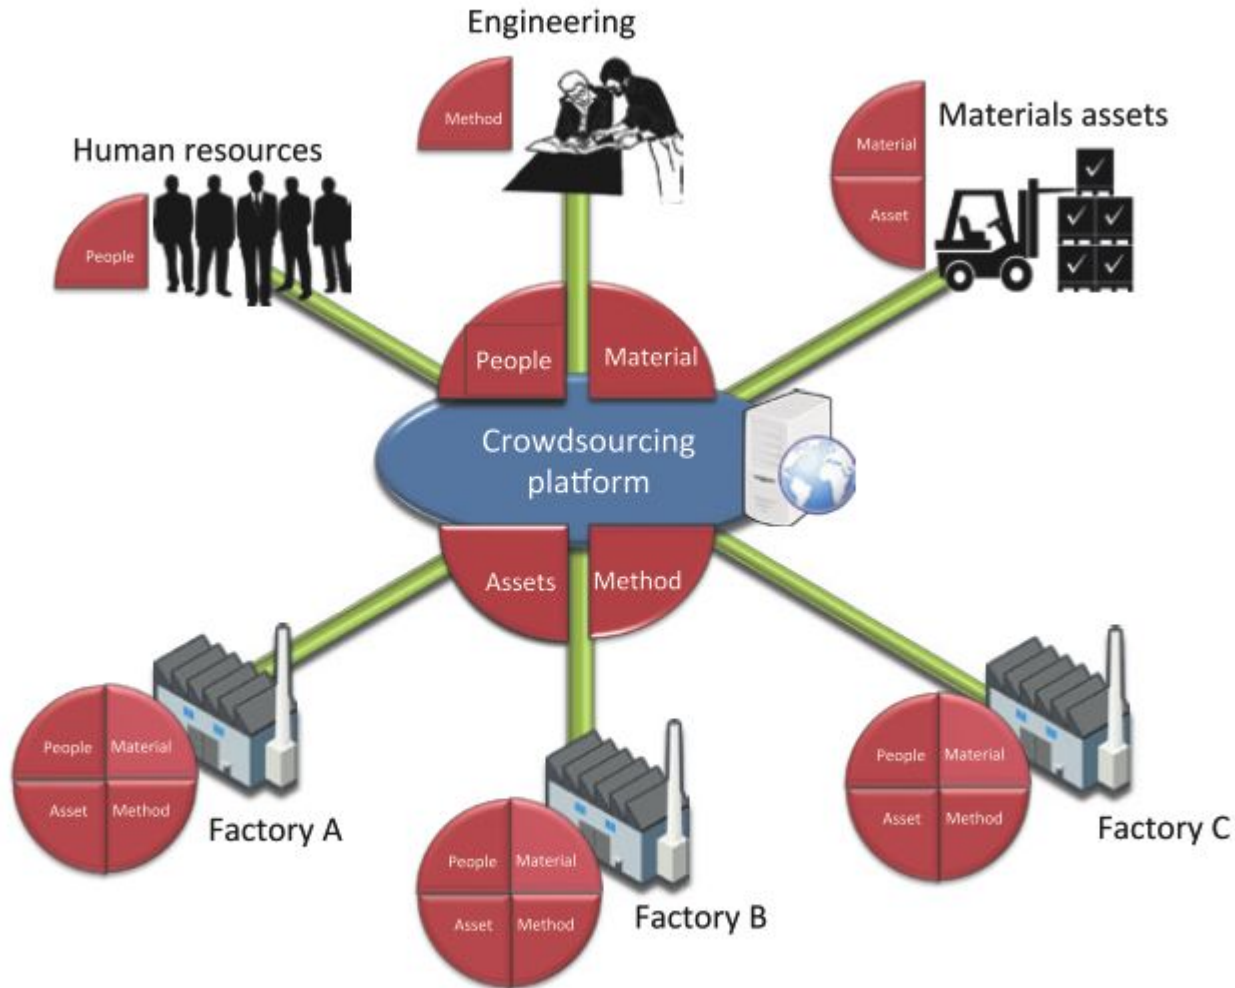 Engineering
Method
Human resources
People
Materials assets
Material
Asset
People
Material
Crowdsourcing
platform
Assets
Method
People
Material
Asset
Method
Factory A
People
Material
Asset
Method
Factory B
People
Material
Asset
Method
Factory C